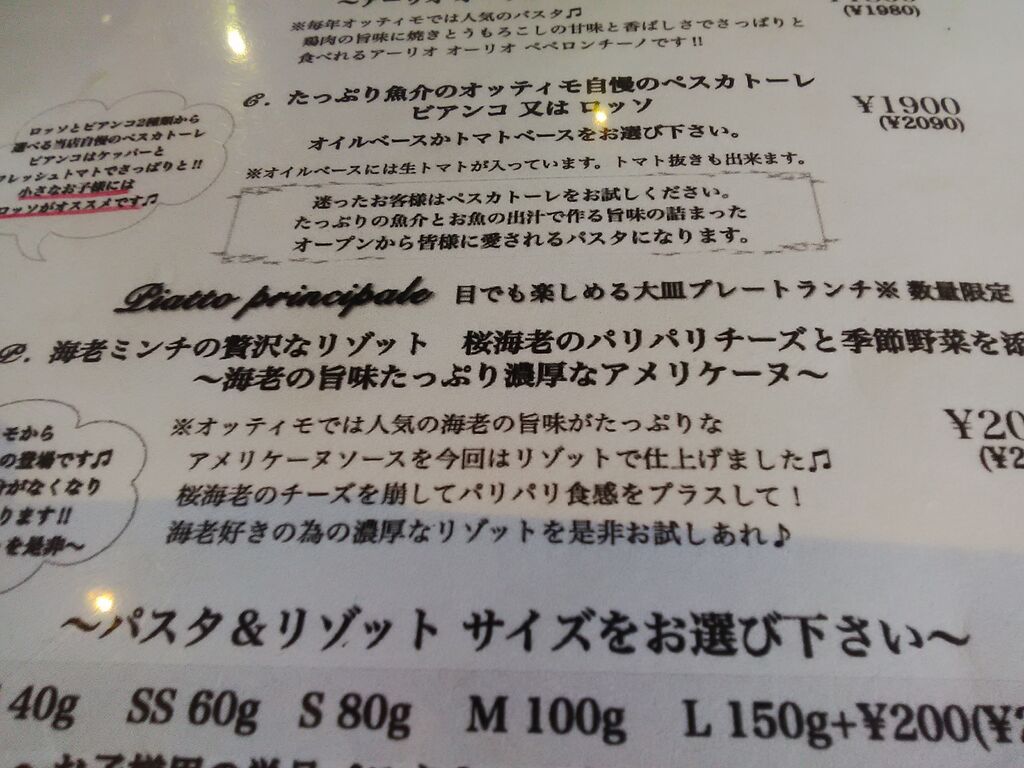 (¥1980)
※毎年オッティモでは人気のパスタ♫
鶏肉の旨味に焼きとうもろこしの甘味と香ばしさでさっぱりと
食べれるアーリオ オーリオ ペペロンチーノです!!
C. たっぷり魚介のオッティモ自慢のペスカトーレ
ビアンコ 又は ロッソ
¥1900
(¥2090)
オイルベースかトマトベースをお選び下さい。
※オイルベースには生トマトが入っています。トマト抜きも出来ます。
ロッソとビアンコ2種類から
選べる当店自慢のペスカトーレ
ビアンコはケッパーと
フレッシュトマトでさっぱりと!!
小さなお子様には
ロッソがオススメです♫
迷ったお客様はペスカトーレをお試しください。
たっぷりの魚介とお魚の出汁で作る旨味の詰まった
オープンから皆様に愛されるパスタになります。
Piatto principale 目でも楽しめる大皿プレートランチ※ 数量限定
P. 海老ミンチの贅沢なリゾット 桜海老のパリパリチーズと季節野菜を添
～海老の旨味たっぷり濃厚なアメリケーヌ～
※オッティモでは人気の海老の旨味がたっぷりな
アメリケーヌソースを今回はリゾットで仕上げました♫
桜海老のチーズを崩してパリパリ食感をプラスして！
海老好きの為の濃厚なリゾットを是非お試しあれ♪
¥20
(¥2
モから
の登場です♫
がなくなり
ります!!
を是非～
～パスタ＆リゾット サイズをお選び下さい～
40g SS 60g S 80g M 100g L 150g+¥200(¥2